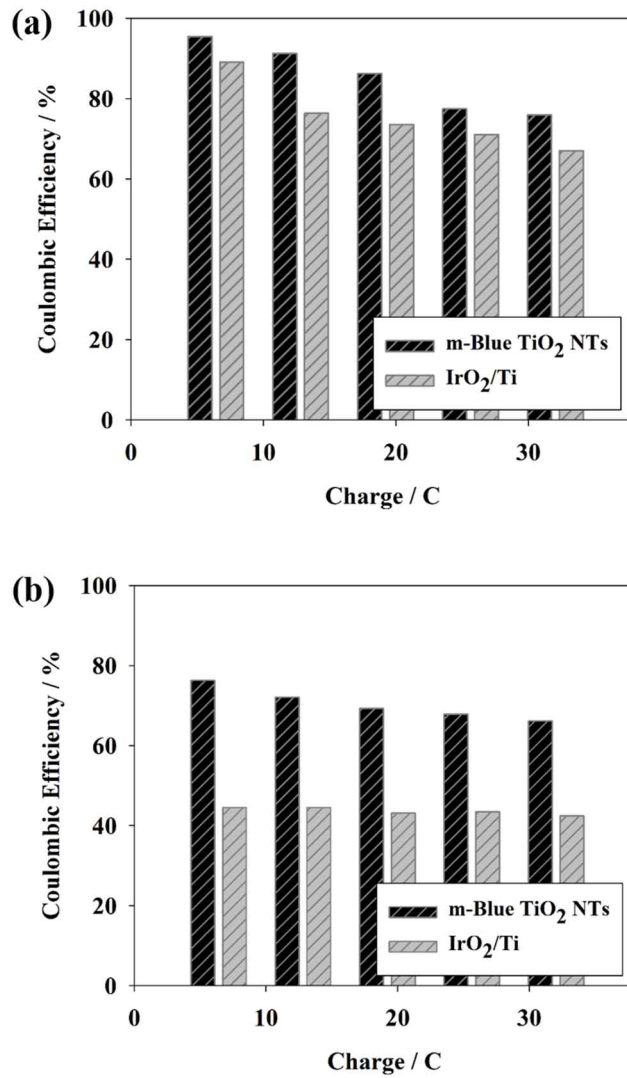 (a)
100
80
60
40
20
0
Coulombic Efficiency / %
m-Blue TiO2 NTs
IrO2/Ti
0 10 20 30
Charge / C
(b)
100
80
60
40
20
0
Coulombic Efficiency / %
m-Blue TiO2 NTs
IrO2/Ti
0 10 20 30
Charge / C